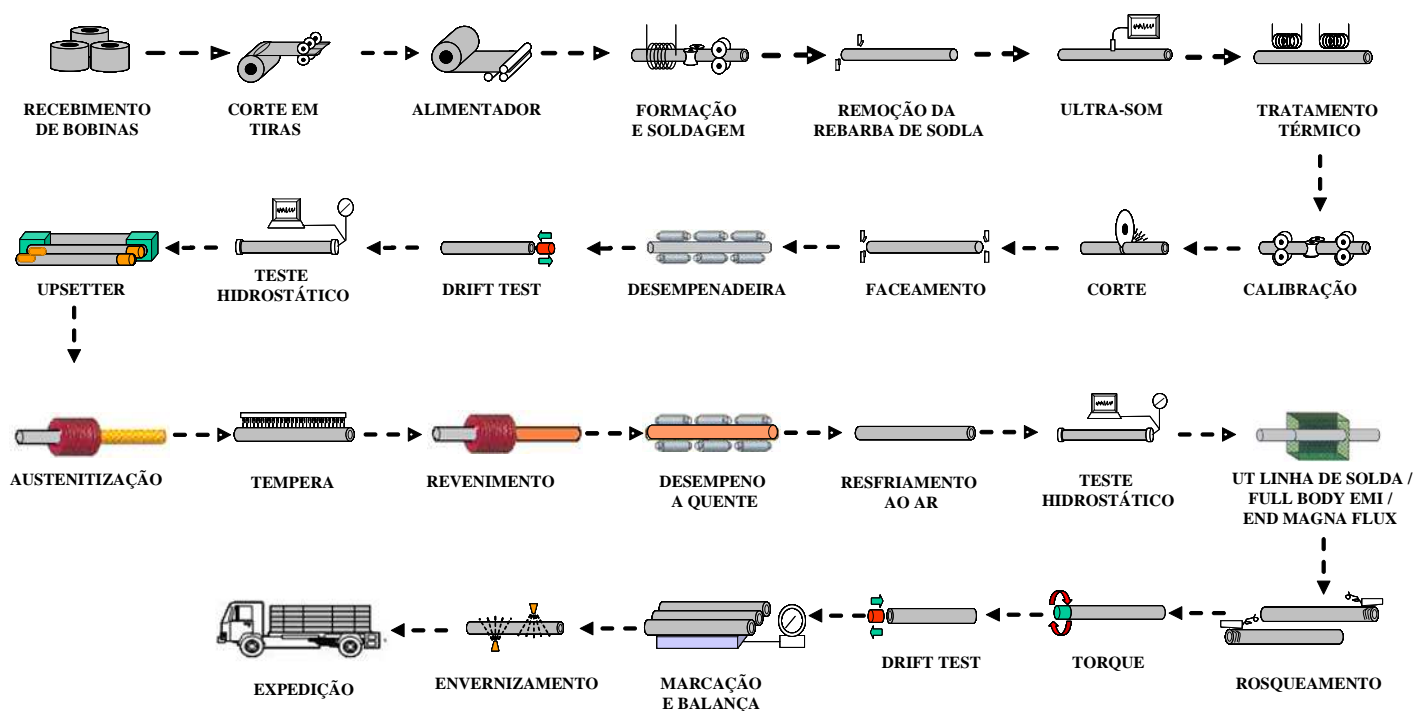 RECEBIMENTO
DE BOBINAS
CORTE EM
TIRAS
ALIMENTADOR
FORMAÇÃO
E SOLDAGEM
REMOÇÃO DA
REBARBA DE SODLA
ULTRA-SOM
TRATAMENTO
TÉRMICO
UPSETTER
TESTE
HIDROSTÁTICO
DRIFT TEST
DESEMPENADEIRA
FACEAMENTO
CORTE
CALIBRAÇÃO
AUSTENITIZAÇÃO
TEMPERA
REVENIMENTO
DESEMPENO
A QUENTE
RESFRIAMENTO
AO AR
TESTE
HIDROSTÁTICO
UT LINHA DE SOLDA /
FULL BODY EMI /
END MAGNA FLUX
EXPEDIÇÃO
ENVERNIZAMENTO
MARCAÇÃO
E BALANÇA
DRIFT TEST
TORQUE
ROSQUEAMENTO